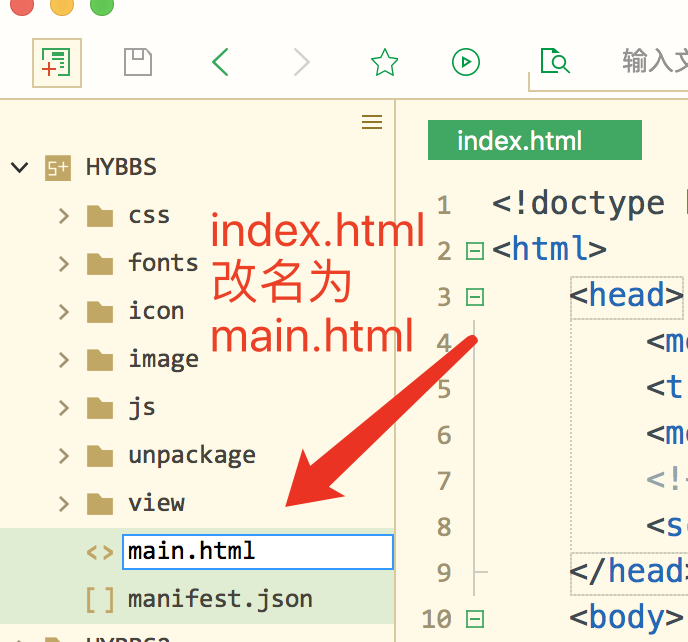 输入文
index.html
HYBBS
css
fonts
icon
image
js
unpackage
view
main.html
manifest.json
index.html
改名为
main.html
1 <!doctype
2 <html>
3 <head>
4
5
6
7 <!-
8
9 </head>
10 <body>